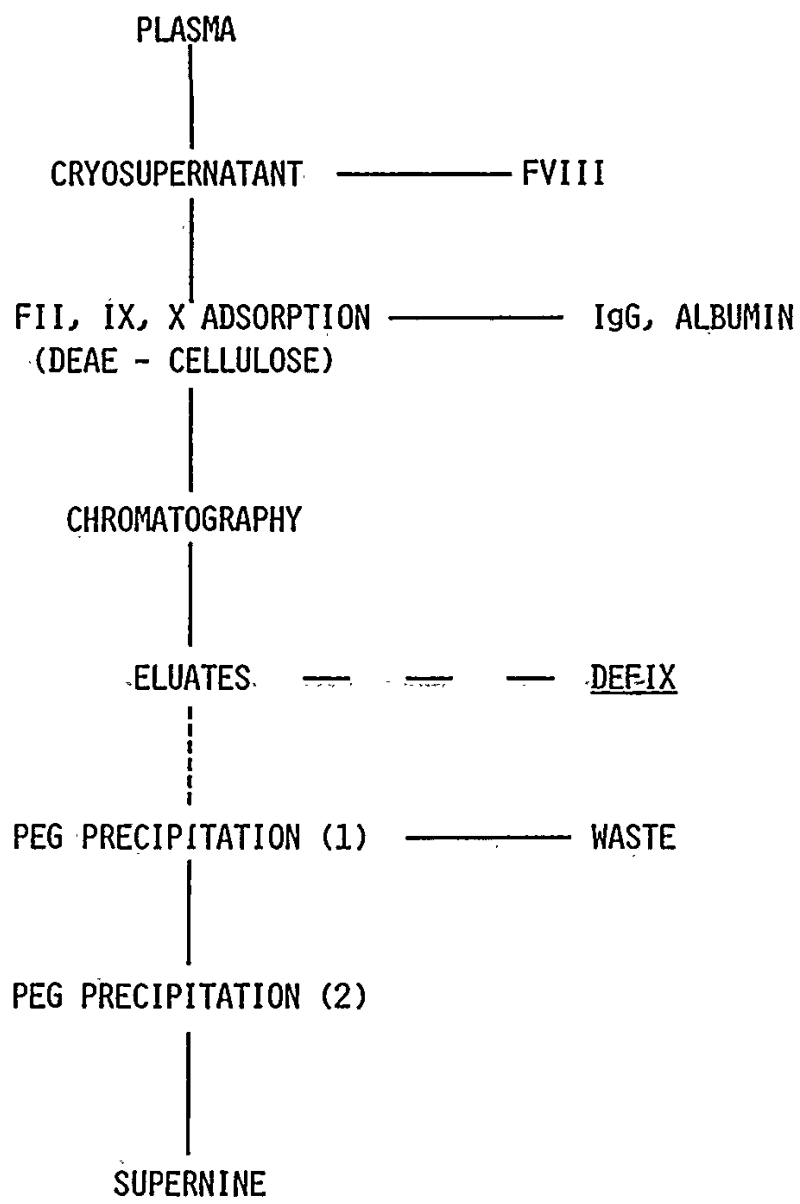 PLASMA
CRYOSUPERNATANT FVIII
FII, IX, X ADSORPTION IgG, ALBUMIN
(DEAE - CELLULOSE)
CHROMATOGRAPHY
ELUATES DEFIX
PEG PRECIPITATION (1) WASTE
PEG PRECIPITATION (2)
SUPERNINE